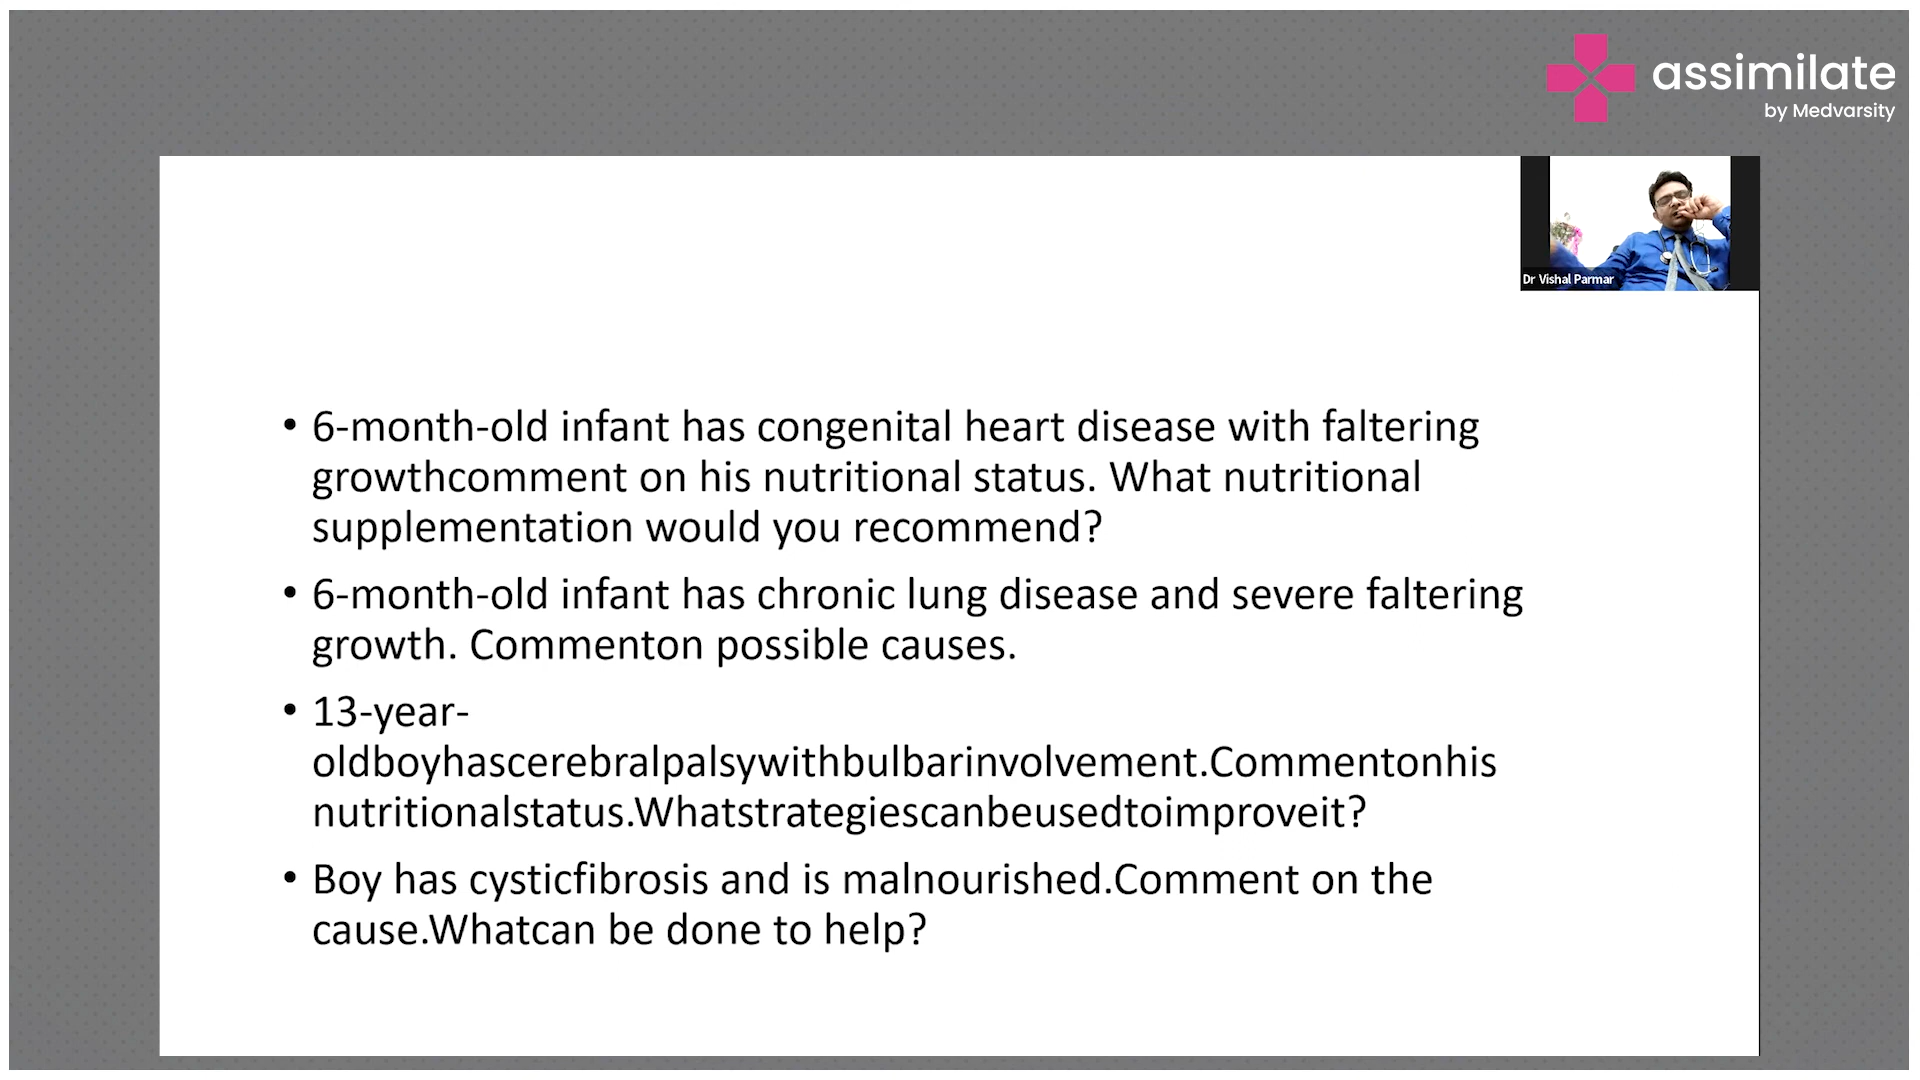 assimilate
by Medvarsity
Dr Vishal Parmar
• 6-month-old infant has congenital heart disease with faltering
growthcomment on his nutritional status. What nutritional
supplementation would you recommend?
• 6-month-old infant has chronic lung disease and severe faltering
growth. Commenton possible causes.
• 13-year-
oldboyhascerebralpalsywithbulbarinvolvement.Commentonhis
nutritionalstatus.Whatstrategiescanbeusedtoimproveit?
• Boy has cysticfibrosis and is malnourished.Comment on the
cause.Whatcan be done to help?